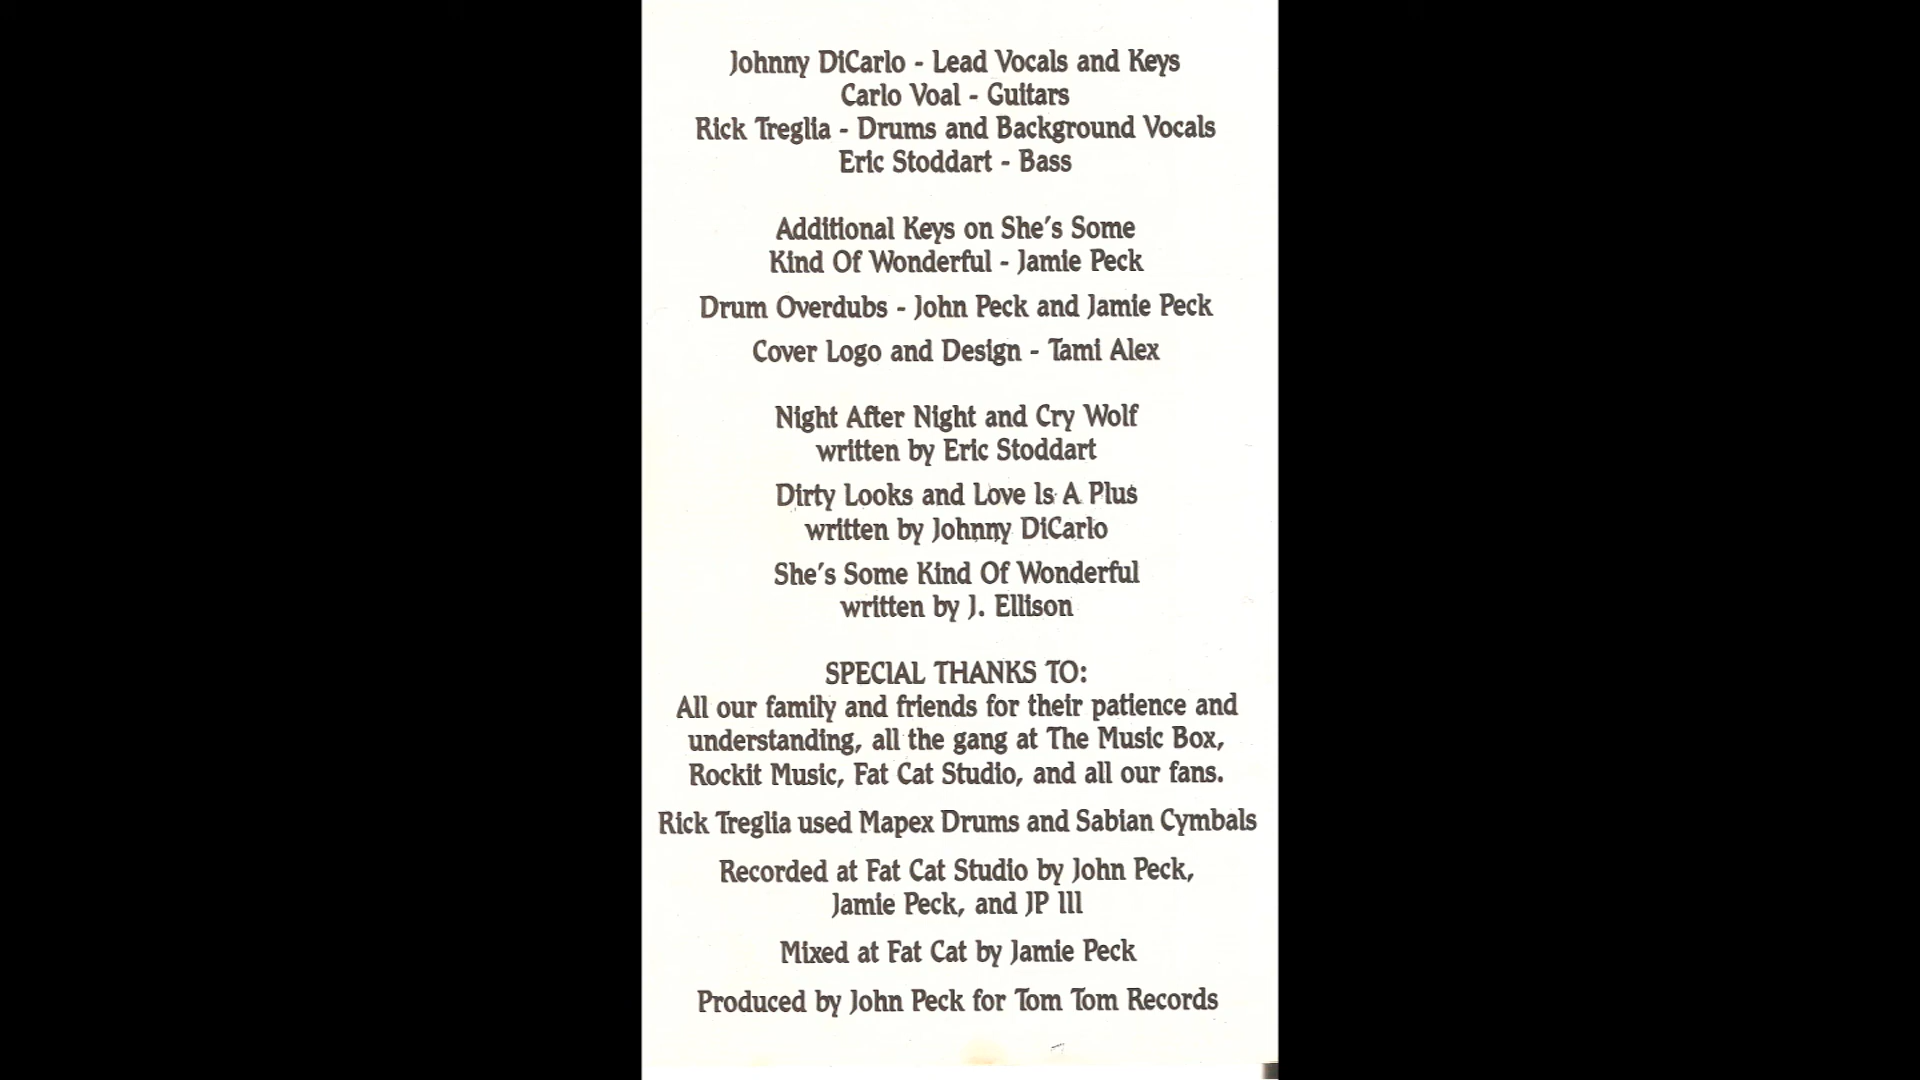 Johnny DiCarlo - Lead Vocals and Keys
Carlo Voal - Guitars
Rick Treglia - Drums and Background Vocals
Eric Stoddart - Bass
Additional Keys on She's Some
Kind Of Wonderful - Jamie Peck
Drum Overdubs - John Peck and Jamie Peck
Cover Logo and Design - Tami Alex
Night After Night and Cry Wolf
written by Eric Stoddart
Dirty Looks and Love Is A Plus
written by Johnny DiCarlo
She's Some Kind Of Wonderful
written by J. Ellison
SPECIAL THANKS TO:
All our family and friends for their patience and
understanding, all the gang at The Music Box,
Rockit Music, Fat Cat Studio, and all our fans.
Rick Treglia used Mapex Drums and Sabian Cymbals
Recorded at Fat Cat Studio by John Peck,
Jamie Peck, and JP III
Mixed at Fat Cat by Jamie Peck
Produced by John Peck for Tom Tom Records